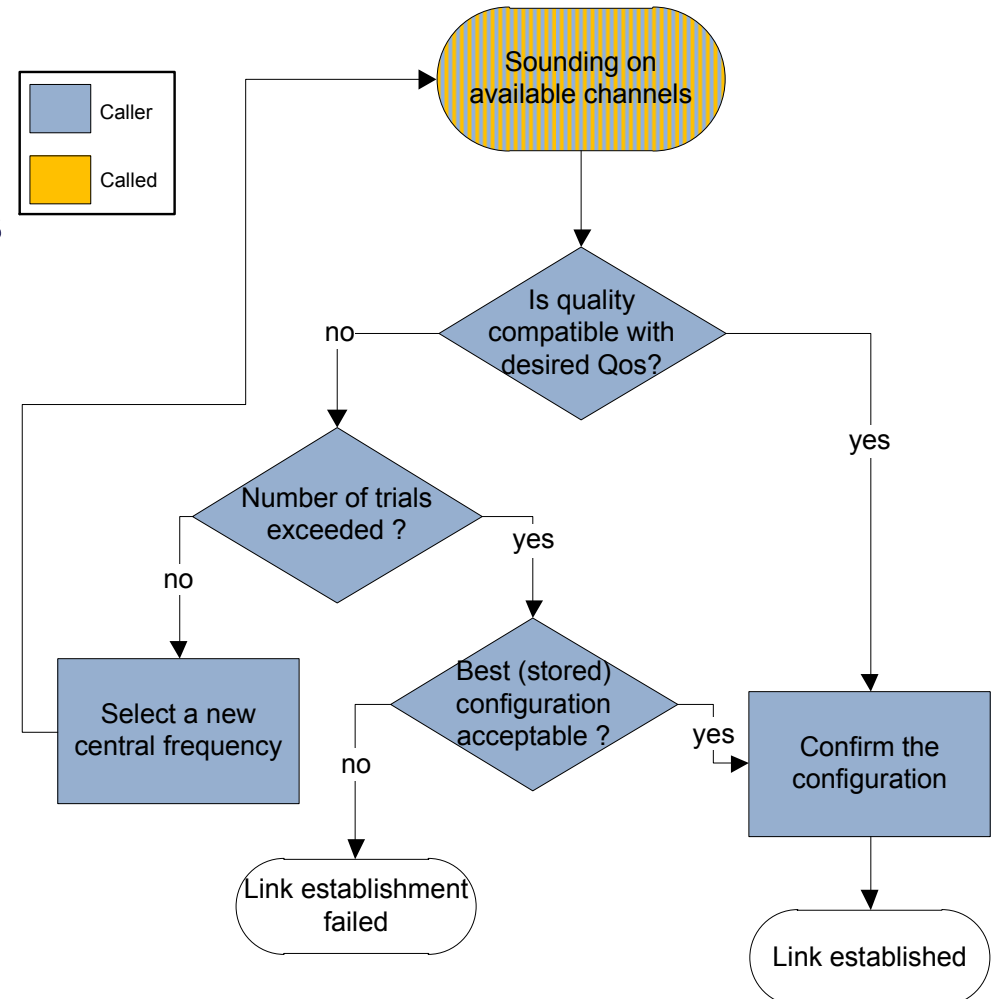 Sounding on
available channels
Caller
Called
Is quality
compatible with
desired Qos?
no
yes
Number of trials
exceeded ?
no
yes
Select a new
central frequency
Best (stored)
configuration
acceptable ?
no
yes
Confirm the
configuration
Link establishment
failed
Link established